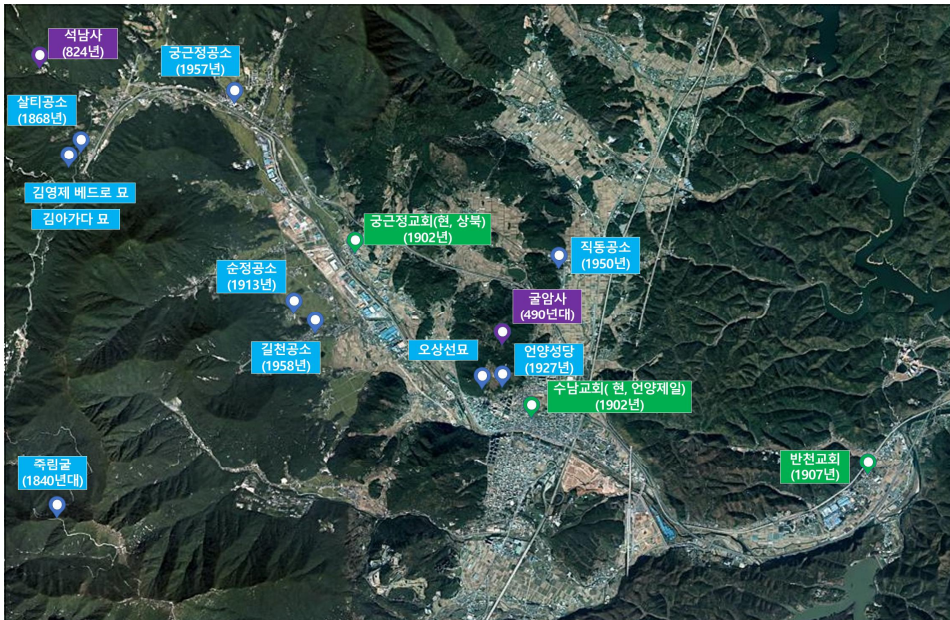 석남사
(824년)
궁근정공소
(1957년)
살티공소
(1868년)
김영제 베드로 묘
김아가다 묘
궁근정교회(현, 상북)
(1902년)
직동공소
(1950년)
순정공소
(1913년)
굴암사
(490년대)
길천공소
(1958년)
오상선묘
언양성당
(1927년)
수남교회( 현, 언양제일)
(1902년)
죽림굴
(1840년대)
반천교회
(1907년)